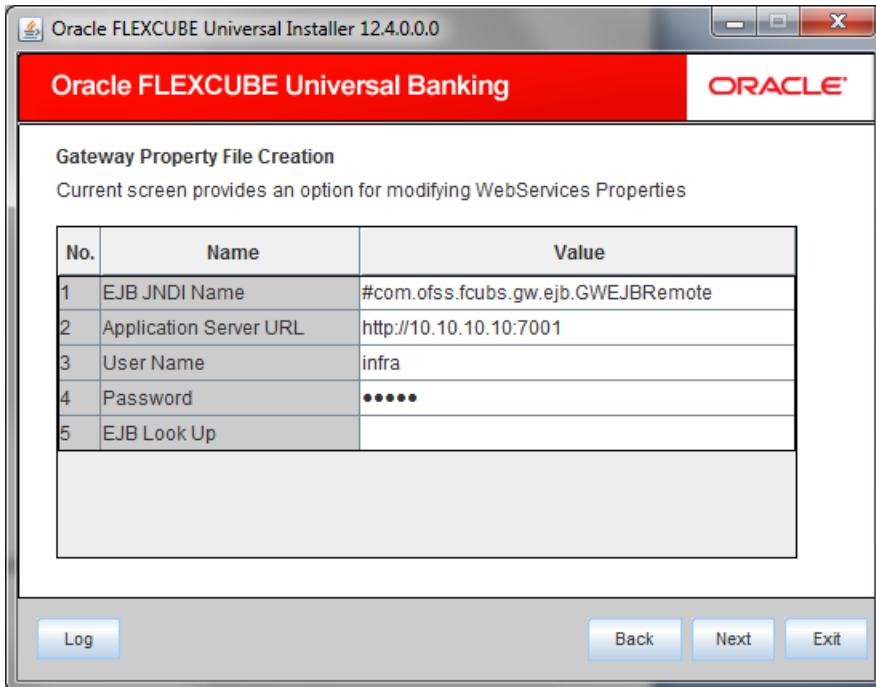 Oracle FLEXCUBE Universal Installer 12.4.0.0.0
Oracle FLEXCUBE Universal Banking
ORACLE
Gateway Property File Creation
Current screen provides an option for modifying WebServices Properties
No. Name Value
1 EJB JNDI Name #com.ofss.fcubs.gw.ejb.GWEJBRemote
2 Application Server URL http://10.10.10.10:7001
3 User Name infra
4 Password •••••
5 EJB Look Up
Log Back Next Exit